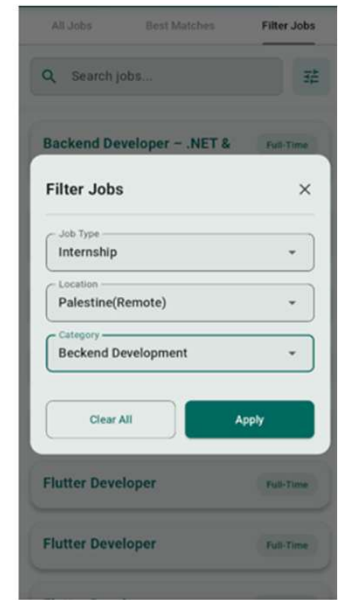 All Jobs Best Matches Filter Jobs
Search jobs...
Backend Developer – .NET & Full-Time
Filter Jobs
Job Type
Internship
Location
Palestine(Remote)
Category
Beckend Development
Clear All Apply
Flutter Developer Full-Time
Flutter Developer Full-Time